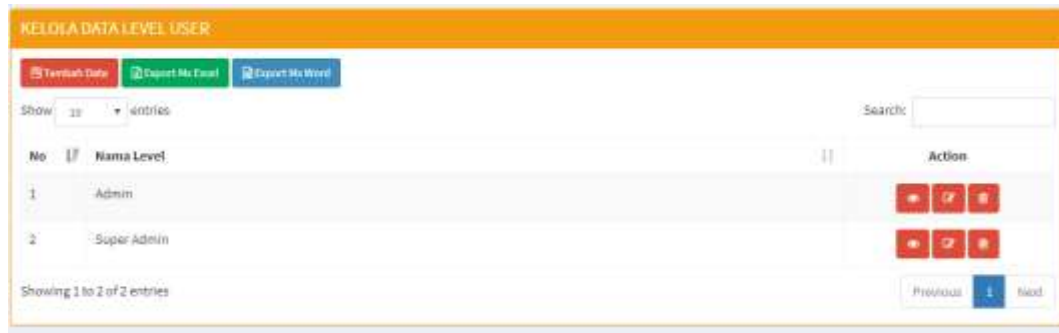 KELOLA DATA LEVEL USER
Tambah Data Export Ms Excel Export Ms Word
Show 10 entries Search:
No Nama Level Action
1 Admin
2 Super Admin
Showing 1 to 2 of 2 entries Previous 1 Next